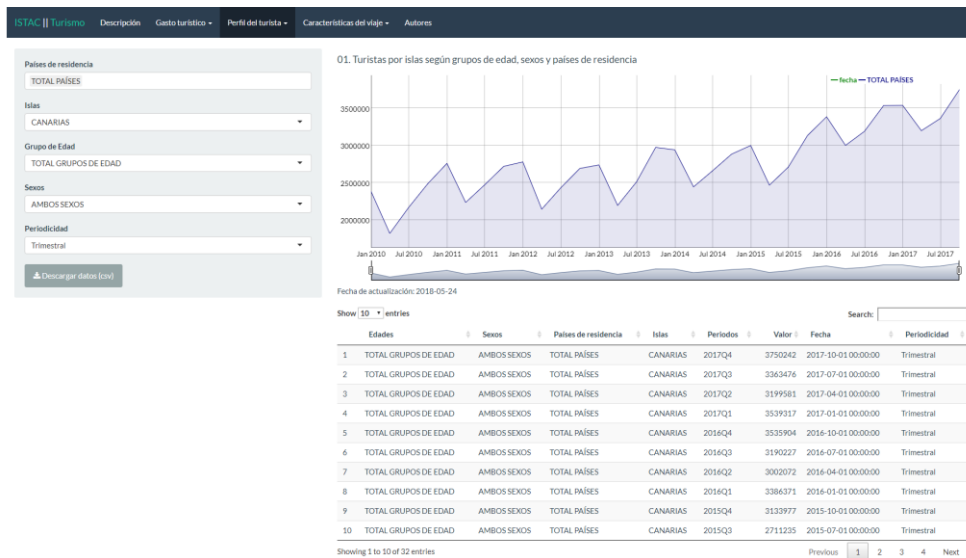 ISTAC || Turismo Descripción Gasto turístico Perfil del turista Características del viaje Autores
Países de residencia
TOTAL PAÍSES
Islas
CANARIAS
Grupo de Edad
TOTAL GRUPOS DE EDAD
Sexos
AMBOS SEXOS
Periodicidad
Trimestral
Descargar datos (csv)
01. Turistas por islas según grupos de edad, sexos y países de residencia
fecha TOTAL PAÍSES
3500000
3000000
2500000
2000000
Jan 2010 Jul 2010 Jan 2011 Jul 2011 Jan 2012 Jul 2012 Jan 2013 Jul 2013 Jan 2014 Jul 2014 Jan 2015 Jul 2015 Jan 2016 Jul 2016 Jan 2017 Jul 2017
Fecha de actualización: 2018-05-24
Show 10 entries Search:
Edades Sexos Países de residencia Islas Periodos Valor Fecha Periodicidad
1 TOTAL GRUPOS DE EDAD AMBOS SEXOS TOTAL PAÍSES CANARIAS 2017Q4 3750242 2017-10-01 00:00:00 Trimestral
2 TOTAL GRUPOS DE EDAD AMBOS SEXOS TOTAL PAÍSES CANARIAS 2017Q3 3363476 2017-07-01 00:00:00 Trimestral
3 TOTAL GRUPOS DE EDAD AMBOS SEXOS TOTAL PAÍSES CANARIAS 2017Q2 3199581 2017-04-01 00:00:00 Trimestral
4 TOTAL GRUPOS DE EDAD AMBOS SEXOS TOTAL PAÍSES CANARIAS 2017Q1 3539317 2017-01-01 00:00:00 Trimestral
5 TOTAL GRUPOS DE EDAD AMBOS SEXOS TOTAL PAÍSES CANARIAS 2016Q4 3535904 2016-10-01 00:00:00 Trimestral
6 TOTAL GRUPOS DE EDAD AMBOS SEXOS TOTAL PAÍSES CANARIAS 2016Q3 3190227 2016-07-01 00:00:00 Trimestral
7 TOTAL GRUPOS DE EDAD AMBOS SEXOS TOTAL PAÍSES CANARIAS 2016Q2 3002072 2016-04-01 00:00:00 Trimestral
8 TOTAL GRUPOS DE EDAD AMBOS SEXOS TOTAL PAÍSES CANARIAS 2016Q1 3386371 2016-01-01 00:00:00 Trimestral
9 TOTAL GRUPOS DE EDAD AMBOS SEXOS TOTAL PAÍSES CANARIAS 2015Q4 3133977 2015-10-01 00:00:00 Trimestral
10 TOTAL GRUPOS DE EDAD AMBOS SEXOS TOTAL PAÍSES CANARIAS 2015Q3 2711235 2015-07-01 00:00:00 Trimestral
Showing 1 to 10 of 32 entries Previous 1 2 3 4 Next